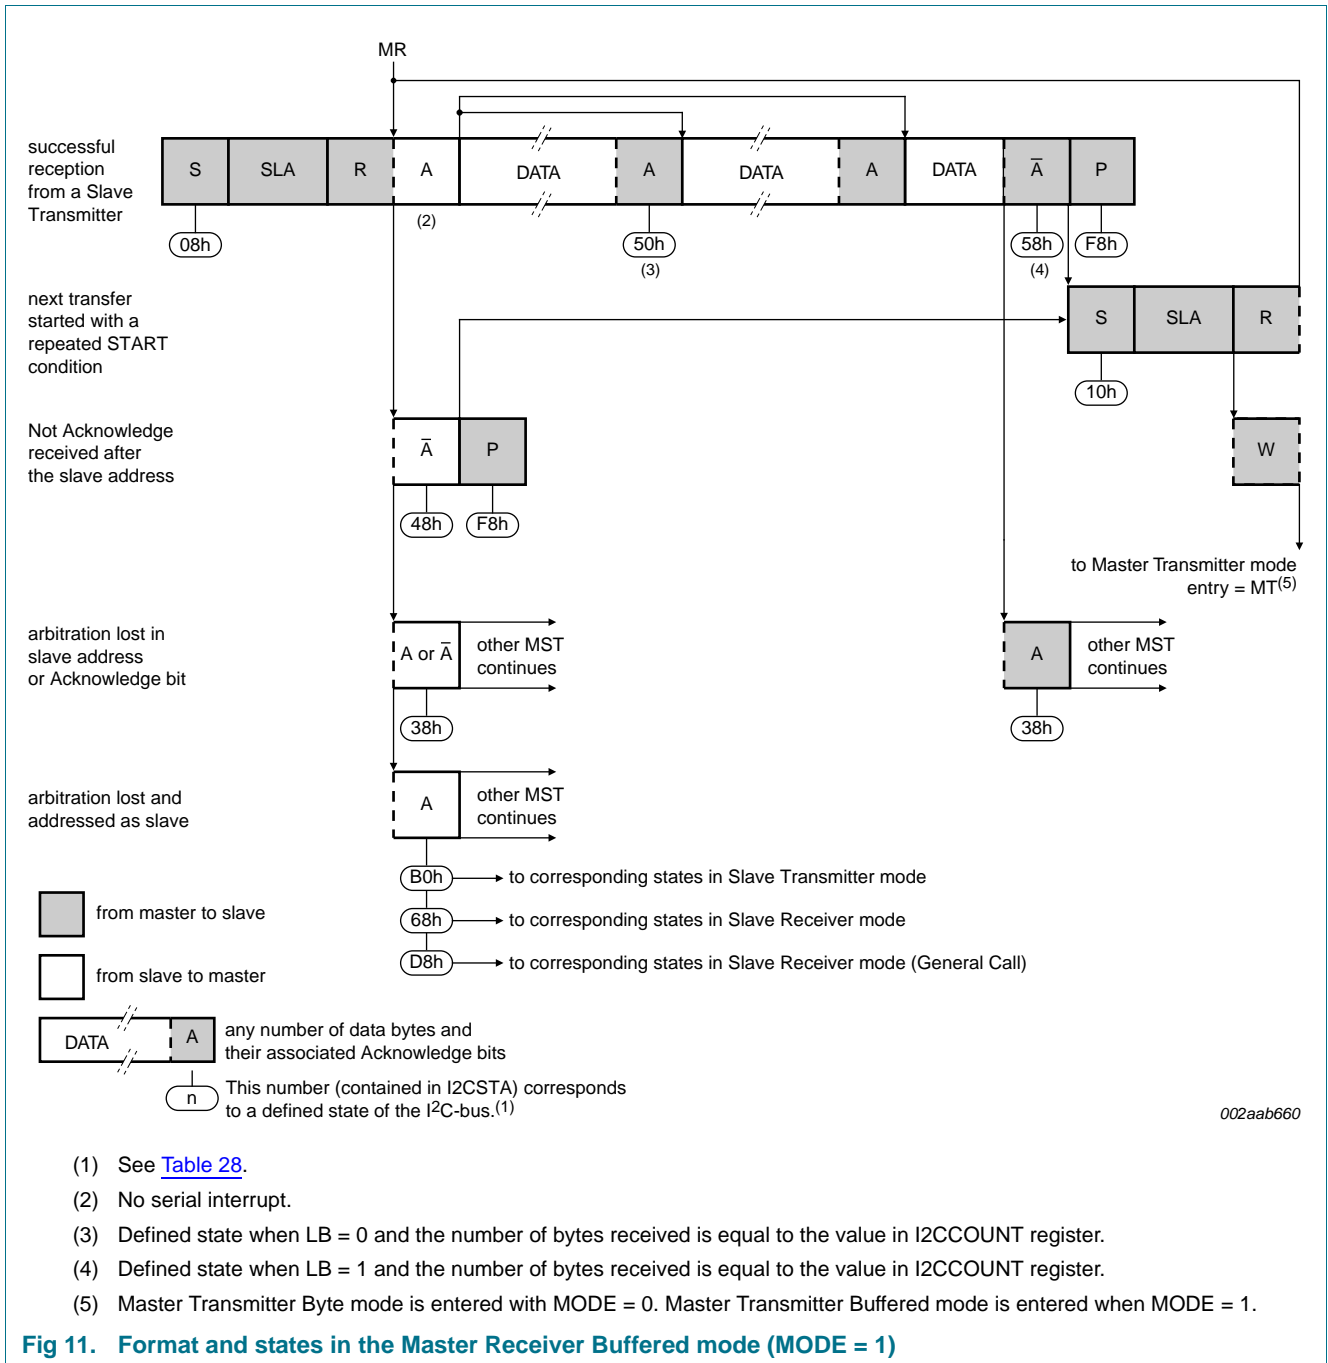 MR
successful
reception
from a Slave
Transmitter
S SLA R A DATA A DATA A DATA A̅ P
08h (2) 50h 58h F8h
(3) (4)
next transfer
started with a
repeated START
condition
S SLA R
10h
Not Acknowledge
received after
the slave address
A̅ P W
48h F8h
to Master Transmitter mode
entry = MT(5)
arbitration lost in
slave address
or Acknowledge bit
A or A̅ other MST
continues
A other MST
continues
38h 38h
arbitration lost and
addressed as slave
A other MST
continues
B0h to corresponding states in Slave Transmitter mode
68h to corresponding states in Slave Receiver mode
D8h to corresponding states in Slave Receiver mode (General Call)
from master to slave
from slave to master
DATA A any number of data bytes and
their associated Acknowledge bits
n This number (contained in I2CSTA) corresponds
to a defined state of the I2C-bus.(1)
002aab660
(1) See Table 28.
(2) No serial interrupt.
(3) Defined state when LB = 0 and the number of bytes received is equal to the value in I2CCOUNT register.
(4) Defined state when LB = 1 and the number of bytes received is equal to the value in I2CCOUNT register.
(5) Master Transmitter Byte mode is entered with MODE = 0. Master Transmitter Buffered mode is entered when MODE = 1.
Fig 11. Format and states in the Master Receiver Buffered mode (MODE = 1)